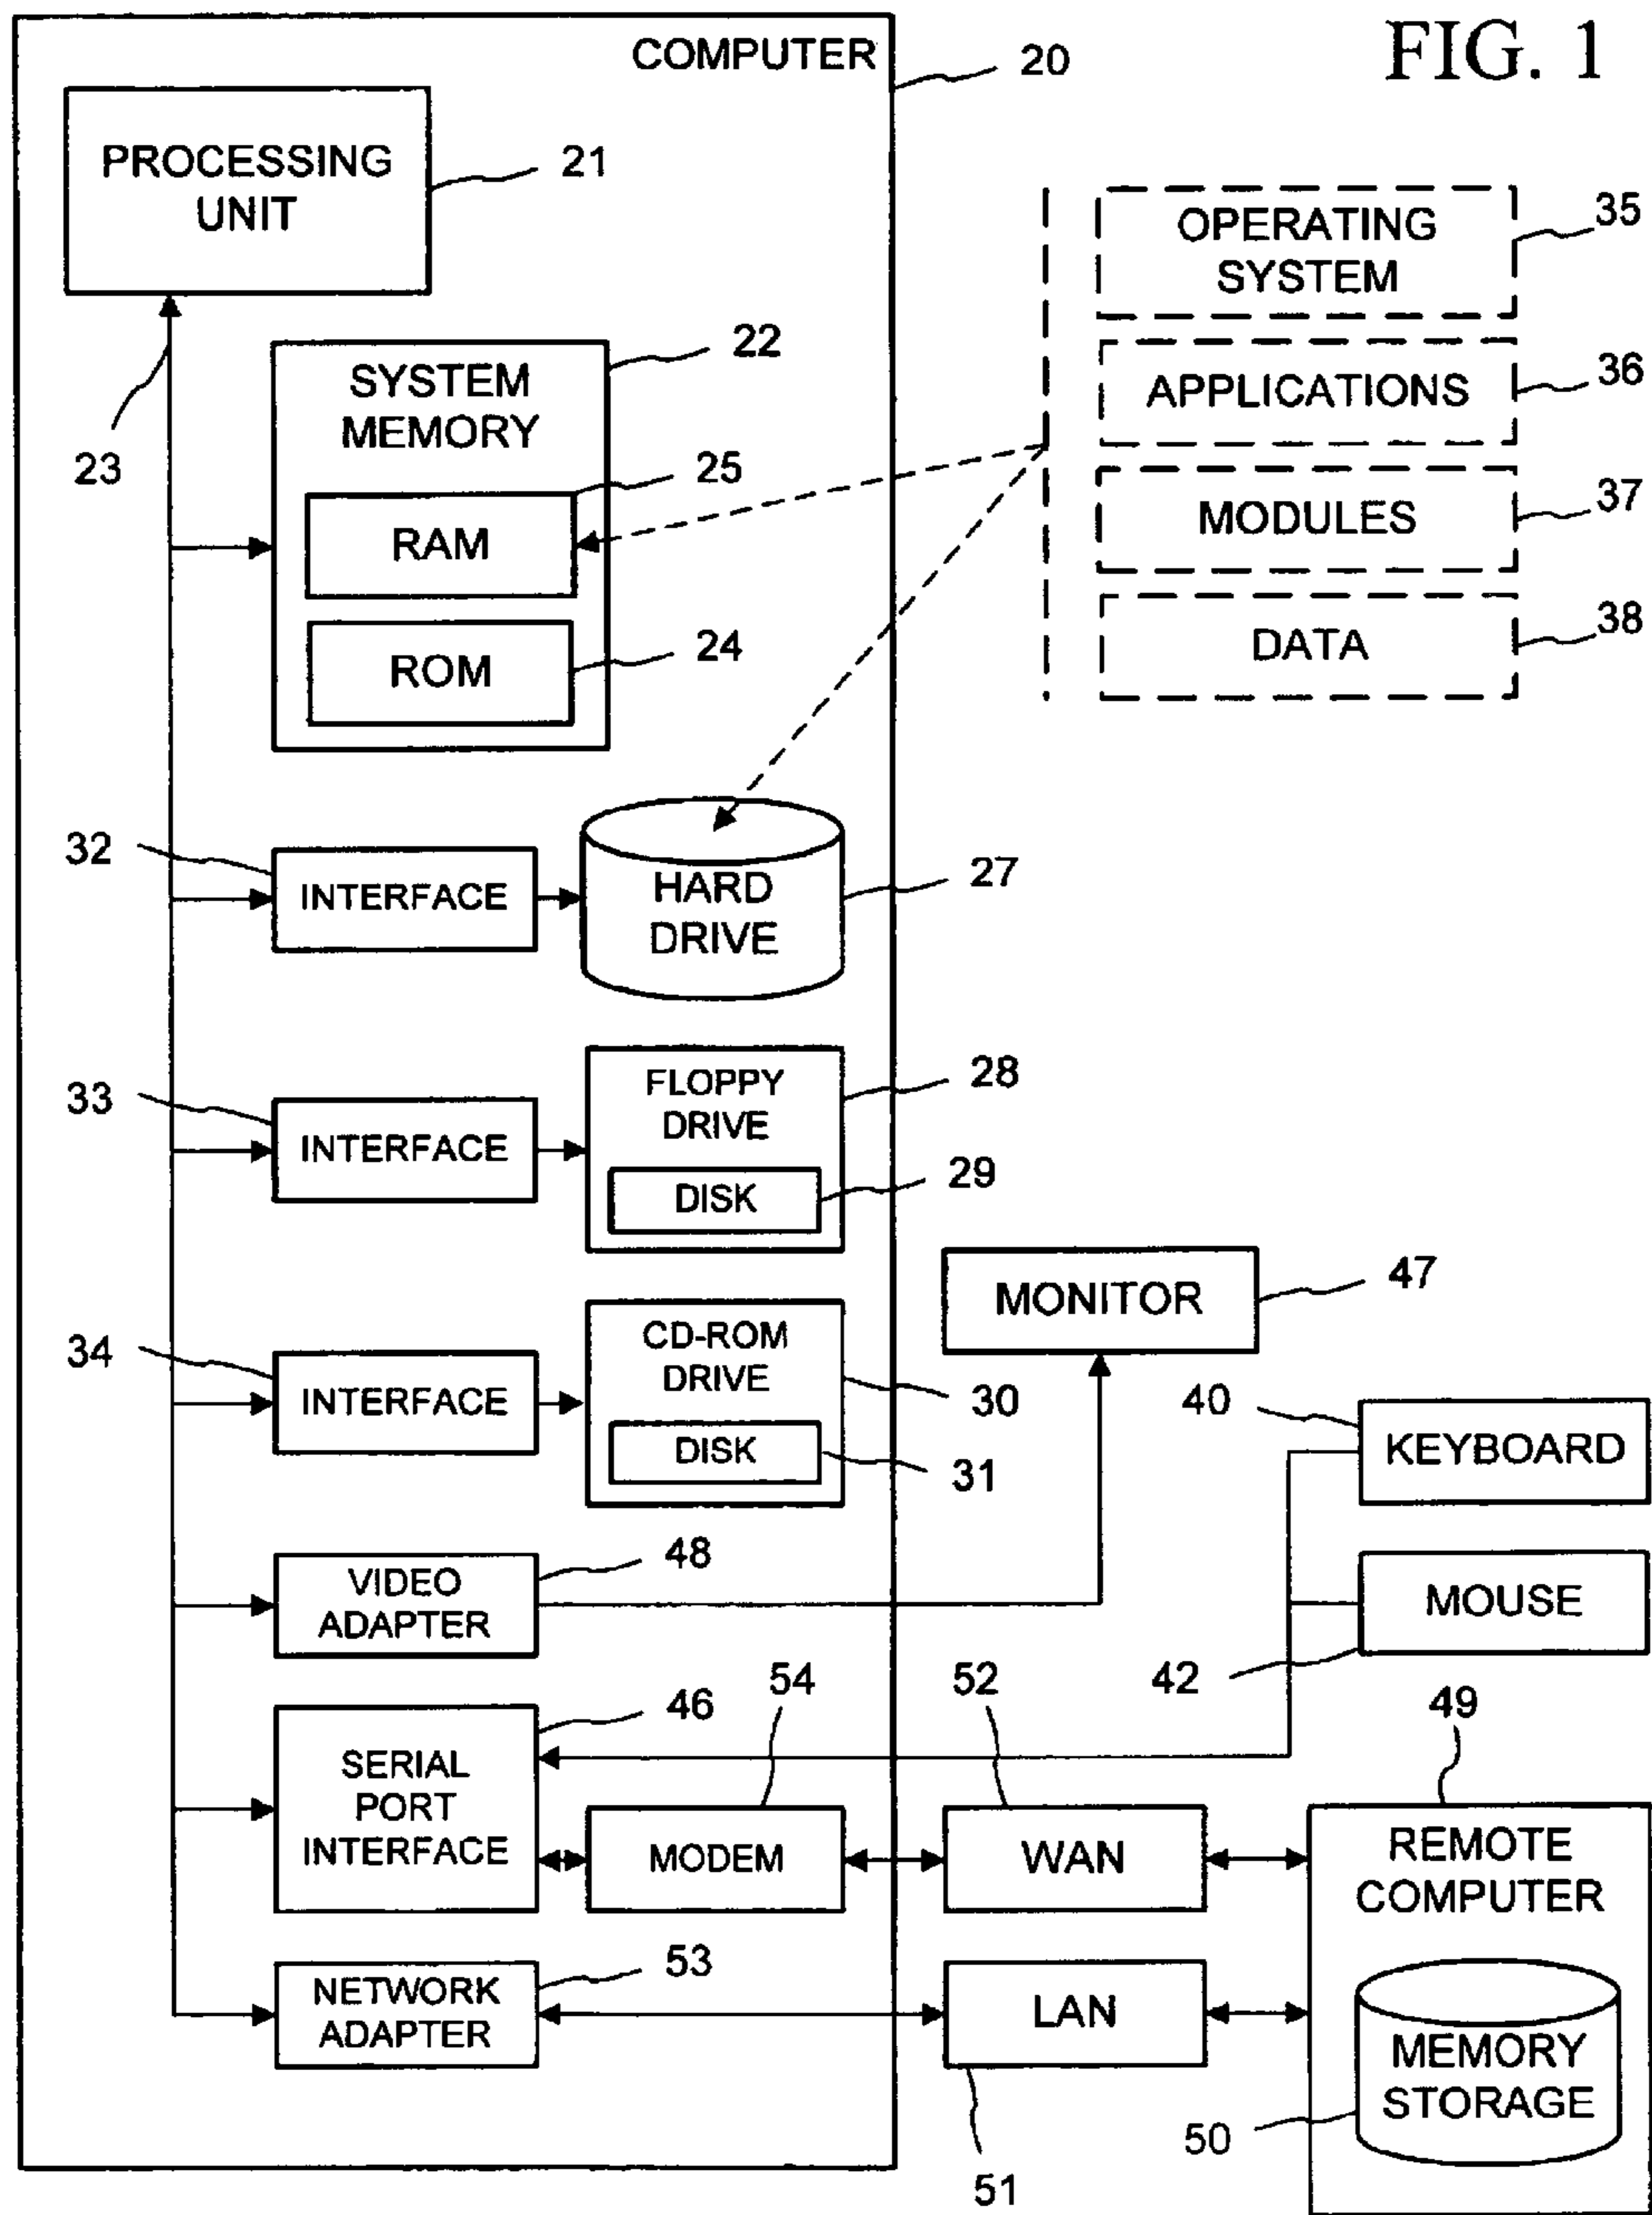 FIG. 1
COMPUTER
20
PROCESSING
UNIT
21
23
SYSTEM
MEMORY
22
RAM
25
ROM
24
OPERATING
SYSTEM
35
APPLICATIONS
36
MODULES
37
DATA
38
32
INTERFACE
HARD
DRIVE
27
33
INTERFACE
FLOPPY
DRIVE
28
DISK
29
34
INTERFACE
CD-ROM
DRIVE
30
DISK
31
MONITOR
47
40
KEYBOARD
MOUSE
42
VIDEO
ADAPTER
48
SERIAL
PORT
INTERFACE
46
MODEM
54
WAN
52
REMOTE
COMPUTER
49
MEMORY
STORAGE
50
NETWORK
ADAPTER
53
LAN
51